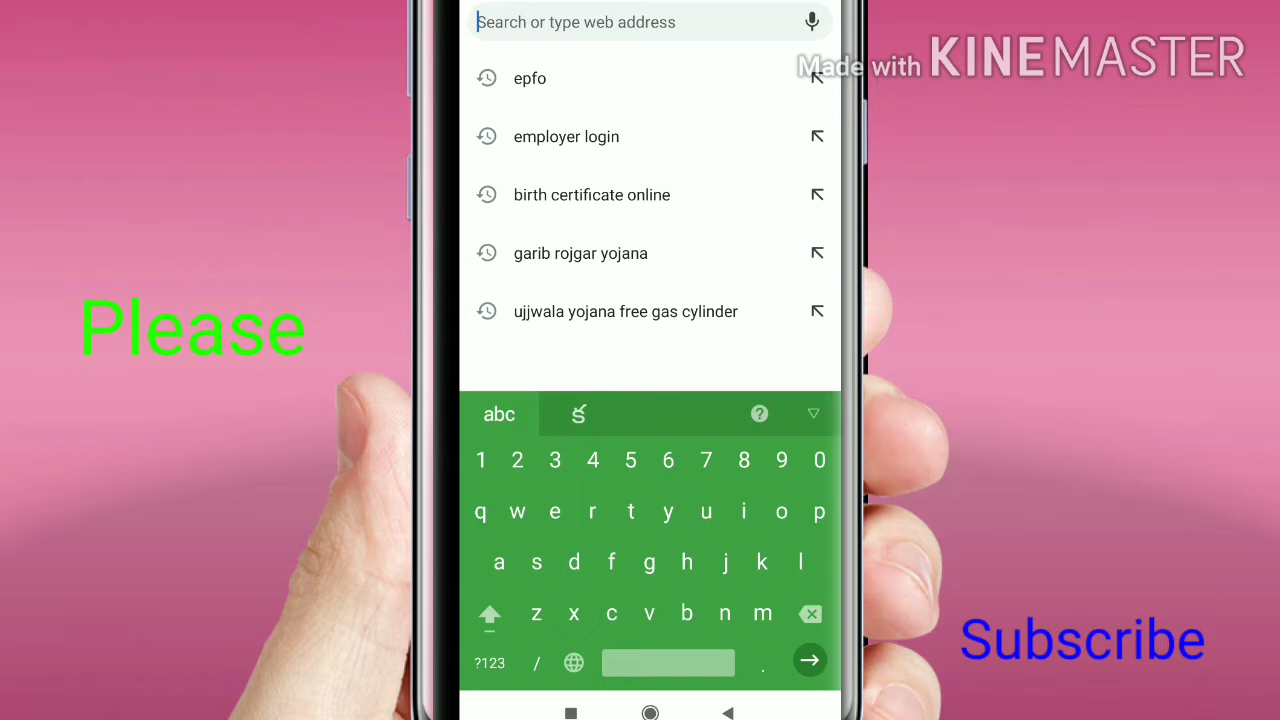 Search or type web address
Made with KINEMASTER
epfo
employer login
birth certificate online
garib rojgar yojana
ujjwala yojana free gas cylinder
Please
abc క ?
1 2 3 4 5 6 7 8 9 0
q w e r t y u i o p
a s d f g h j k l
z x c v b n m
Subscribe
?123 / .